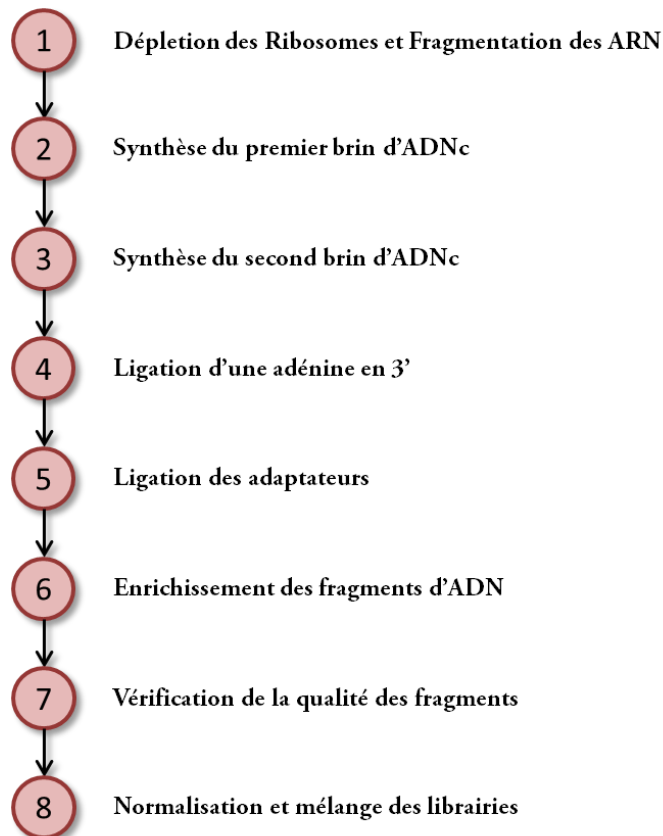 1 Dépletion des Ribosomes et Fragmentation des ARN
2 Synthèse du premier brin d’ADNc
3 Synthèse du second brin d’ADNc
4 Ligation d’une adénine en 3’
5 Ligation des adaptateurs
6 Enrichissement des fragments d’ADN
7 Vérification de la qualité des fragments
8 Normalisation et mélange des librairies